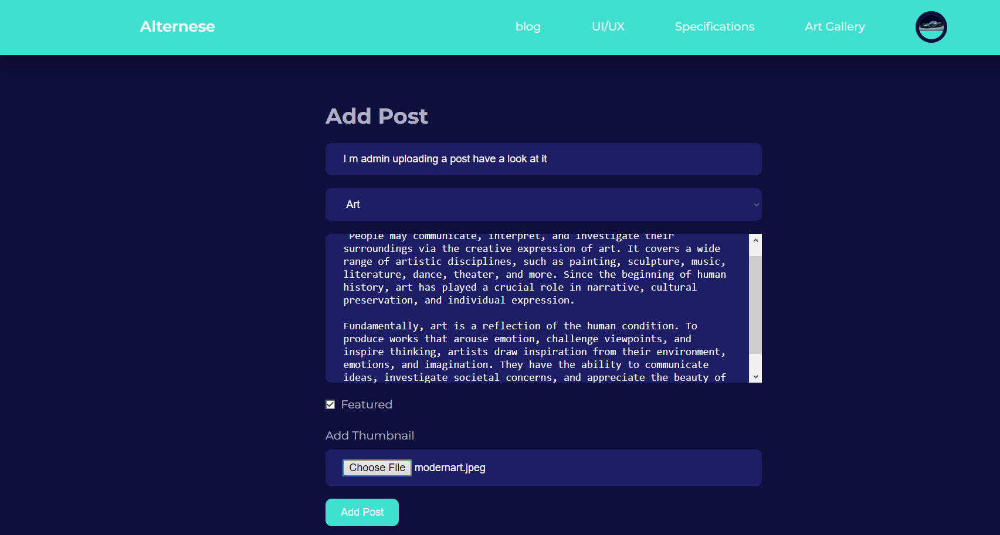 Alternese
blog
UI/UX
Specifications
Art Gallery
Add Post
I m admin uploading a post have a look at it
Art
People may communicate, interpret, and investigate their
surroundings via the creative expression of art. It covers a wide
range of artistic disciplines, such as painting, sculpture, music,
literature, dance, theater, and more. Since the beginning of human
history, art has played a crucial role in narrative, cultural
preservation, and individual expression.
Fundamentally, art is a reflection of the human condition. To
produce works that arouse emotion, challenge viewpoints, and
inspire thinking, artists draw inspiration from their environment,
emotions, and imagination. They have the ability to communicate
ideas, investigate societal concerns, and appreciate the beauty of
Featured
Add Thumbnail
Choose File modernart.jpeg
Add Post